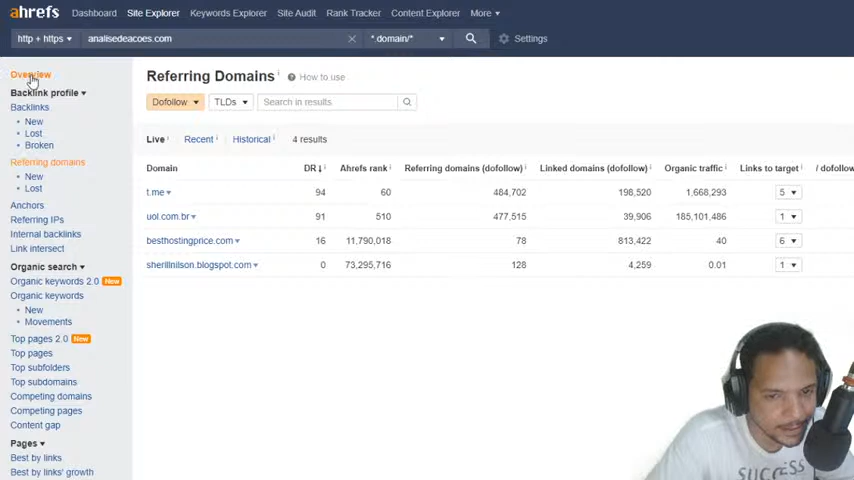 ahrefs Dashboard Site Explorer Keywords Explorer Site Audit Rank Tracker Content Explorer More
http + https analisedeacoes.com *.domain/* Settings
Overview
Backlink profile
Backlinks
New
Lost
Broken
Referring domains
New
Lost
Anchors
Referring IPs
Internal backlinks
Link intersect
Organic search
Organic keywords 2.0 New
Organic keywords
New
Movements
Top pages 2.0 New
Top pages
Top subfolders
Top subdomains
Competing domains
Competing pages
Content gap
Pages
Best by links
Best by links' growth
Referring Domains How to use
Dofollow TLDs Search in results
Live Recent Historical 4 results
Domain DR Ahrefs rank Referring domains (dofollow) Linked domains (dofollow) Organic traffic Links to target / dofollow
t.me 94 60 484,702 198,520 1,668,293 5
uol.com.br 91 510 477,515 39,906 185,101,486 1
besthostingprice.com 16 11,790,018 78 813,422 40 6
sherillnilson.blogspot.com 0 73,295,716 128 4,259 0.01 1
SUCCESS